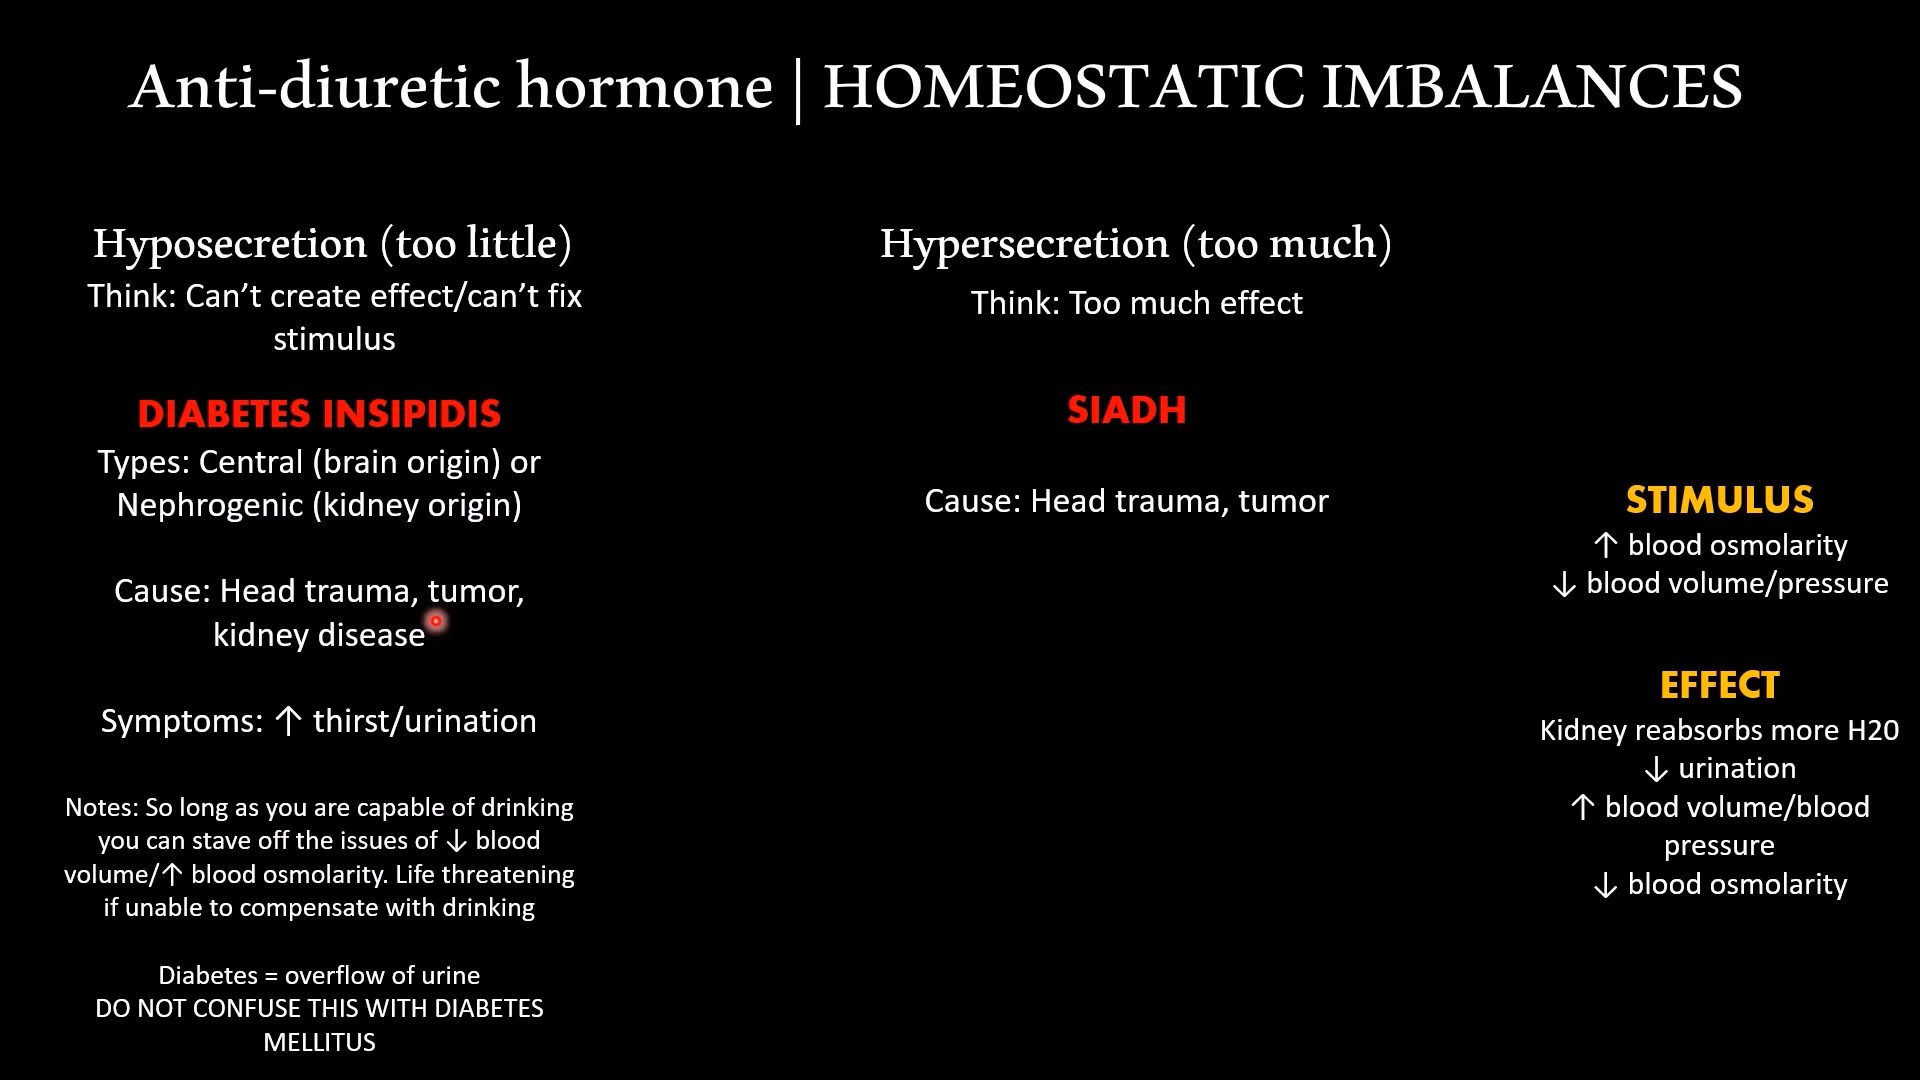 Anti-diuretic hormone | HOMEOSTATIC IMBALANCES
Hyposecretion (too little)
Think: Can’t create effect/can’t fix
stimulus
DIABETES INSIPIDIS
Types: Central (brain origin) or
Nephrogenic (kidney origin)
Cause: Head trauma, tumor,
kidney disease
Symptoms: ↑ thirst/urination
Notes: So long as you are capable of drinking
you can stave off the issues of ↓ blood
volume/↑ blood osmolarity. Life threatening
if unable to compensate with drinking
Diabetes = overflow of urine
DO NOT CONFUSE THIS WITH DIABETES
MELLITUS
Hypersecretion (too much)
Think: Too much effect
SIADH
Cause: Head trauma, tumor
STIMULUS
↑ blood osmolarity
↓ blood volume/pressure
EFFECT
Kidney reabsorbs more H20
↓ urination
↑ blood volume/blood
pressure
↓ blood osmolarity